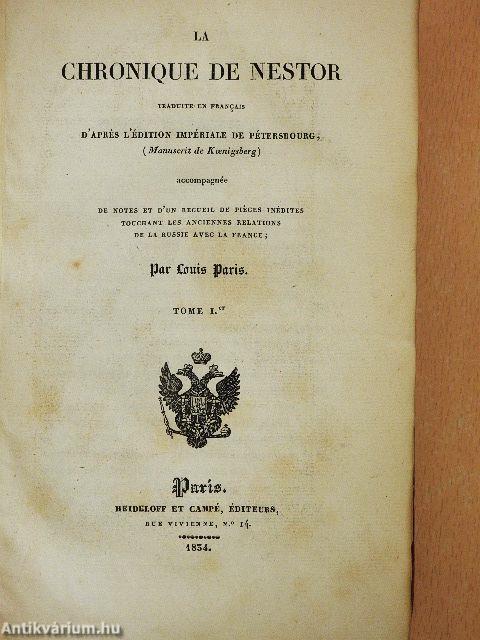 LA
CHRONIQUE DE NESTOR
TRADUITE EN FRANÇAIS
D'APRÈS L'ÉDITION IMPÉRIALE DE PÉTERSBOURG,
(Manuscrit de Kœnigsberg)
accompagnée
DE NOTES ET D'UN RECUEIL DE PIÈCES INÉDITES
TOUCHANT LES ANCIENNES RELATIONS
DE LA RUSSIE AVEC LA FRANCE;
Par Louis Paris.
TOME I.er
Paris.
HEIDELOFF ET CAMPÉ, ÉDITEURS,
RUE VIVIENNE, N.o 14.
1834.
Antikvárium.hu